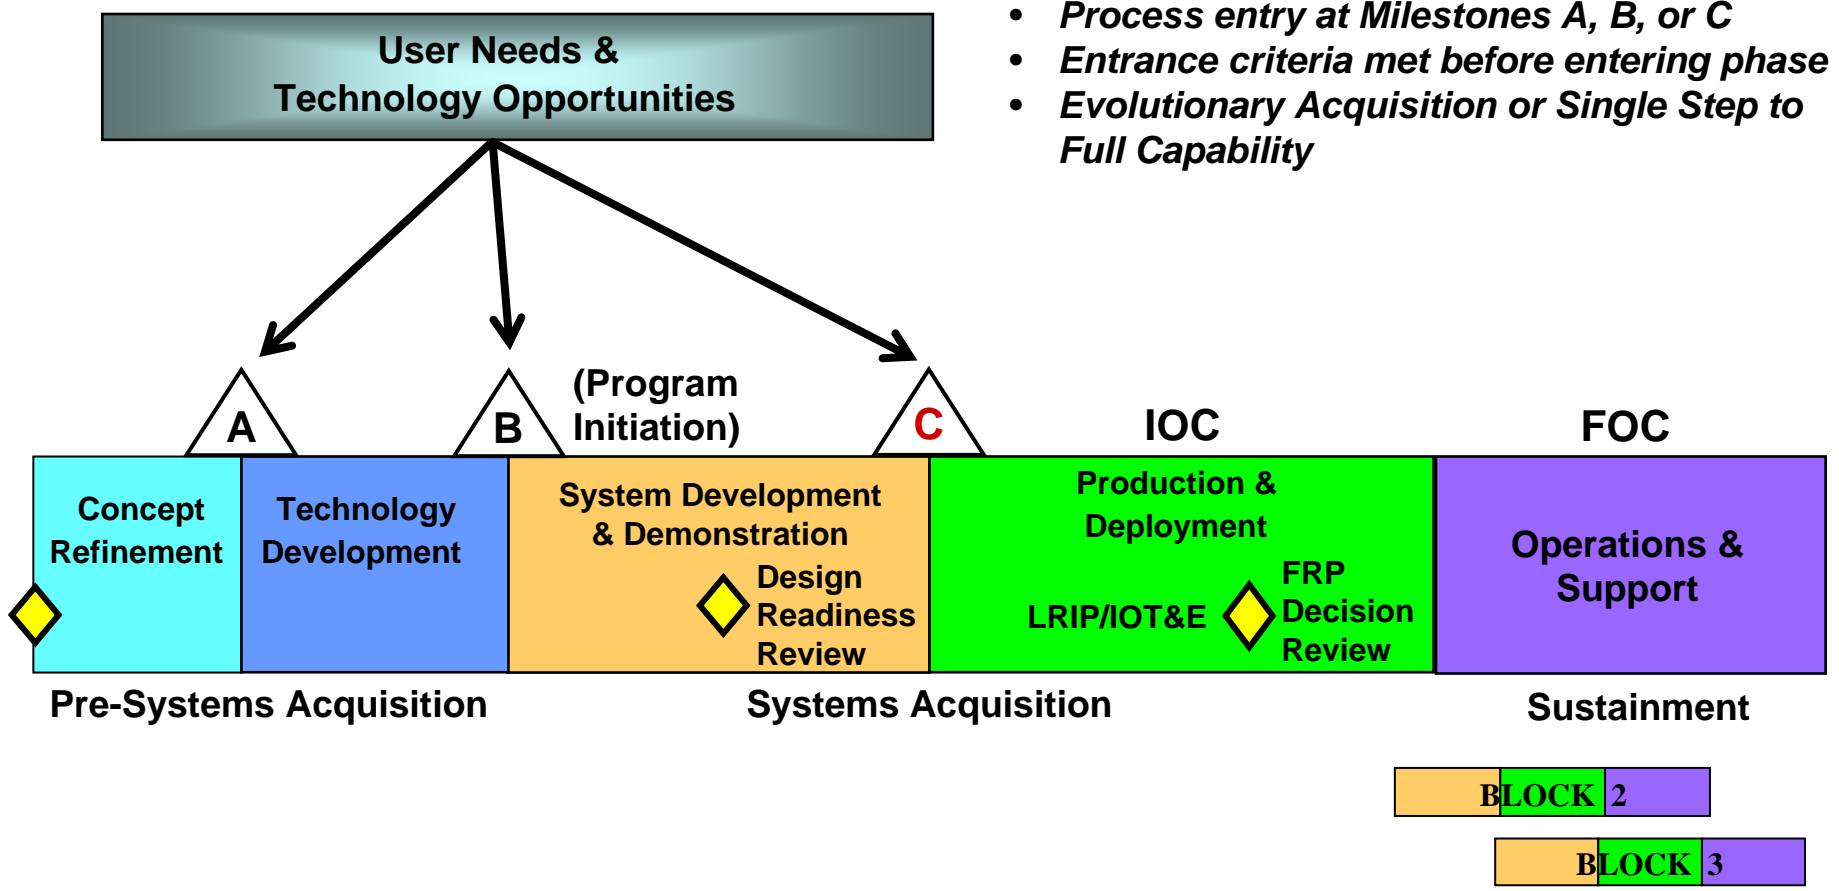 User Needs &
Technology Opportunities
• Process entry at Milestones A, B, or C
• Entrance criteria met before entering phase
• Evolutionary Acquisition or Single Step to
Full Capability
A
B
(Program
Initiation)
C
IOC
FOC
Concept
Refinement
Technology
Development
System Development
& Demonstration
Design
Readiness
Review
Production &
Deployment
LRIP/IOT&E
FRP
Decision
Review
Operations &
Support
Pre-Systems Acquisition
Systems Acquisition
Sustainment
BLOCK 2
BLOCK 3